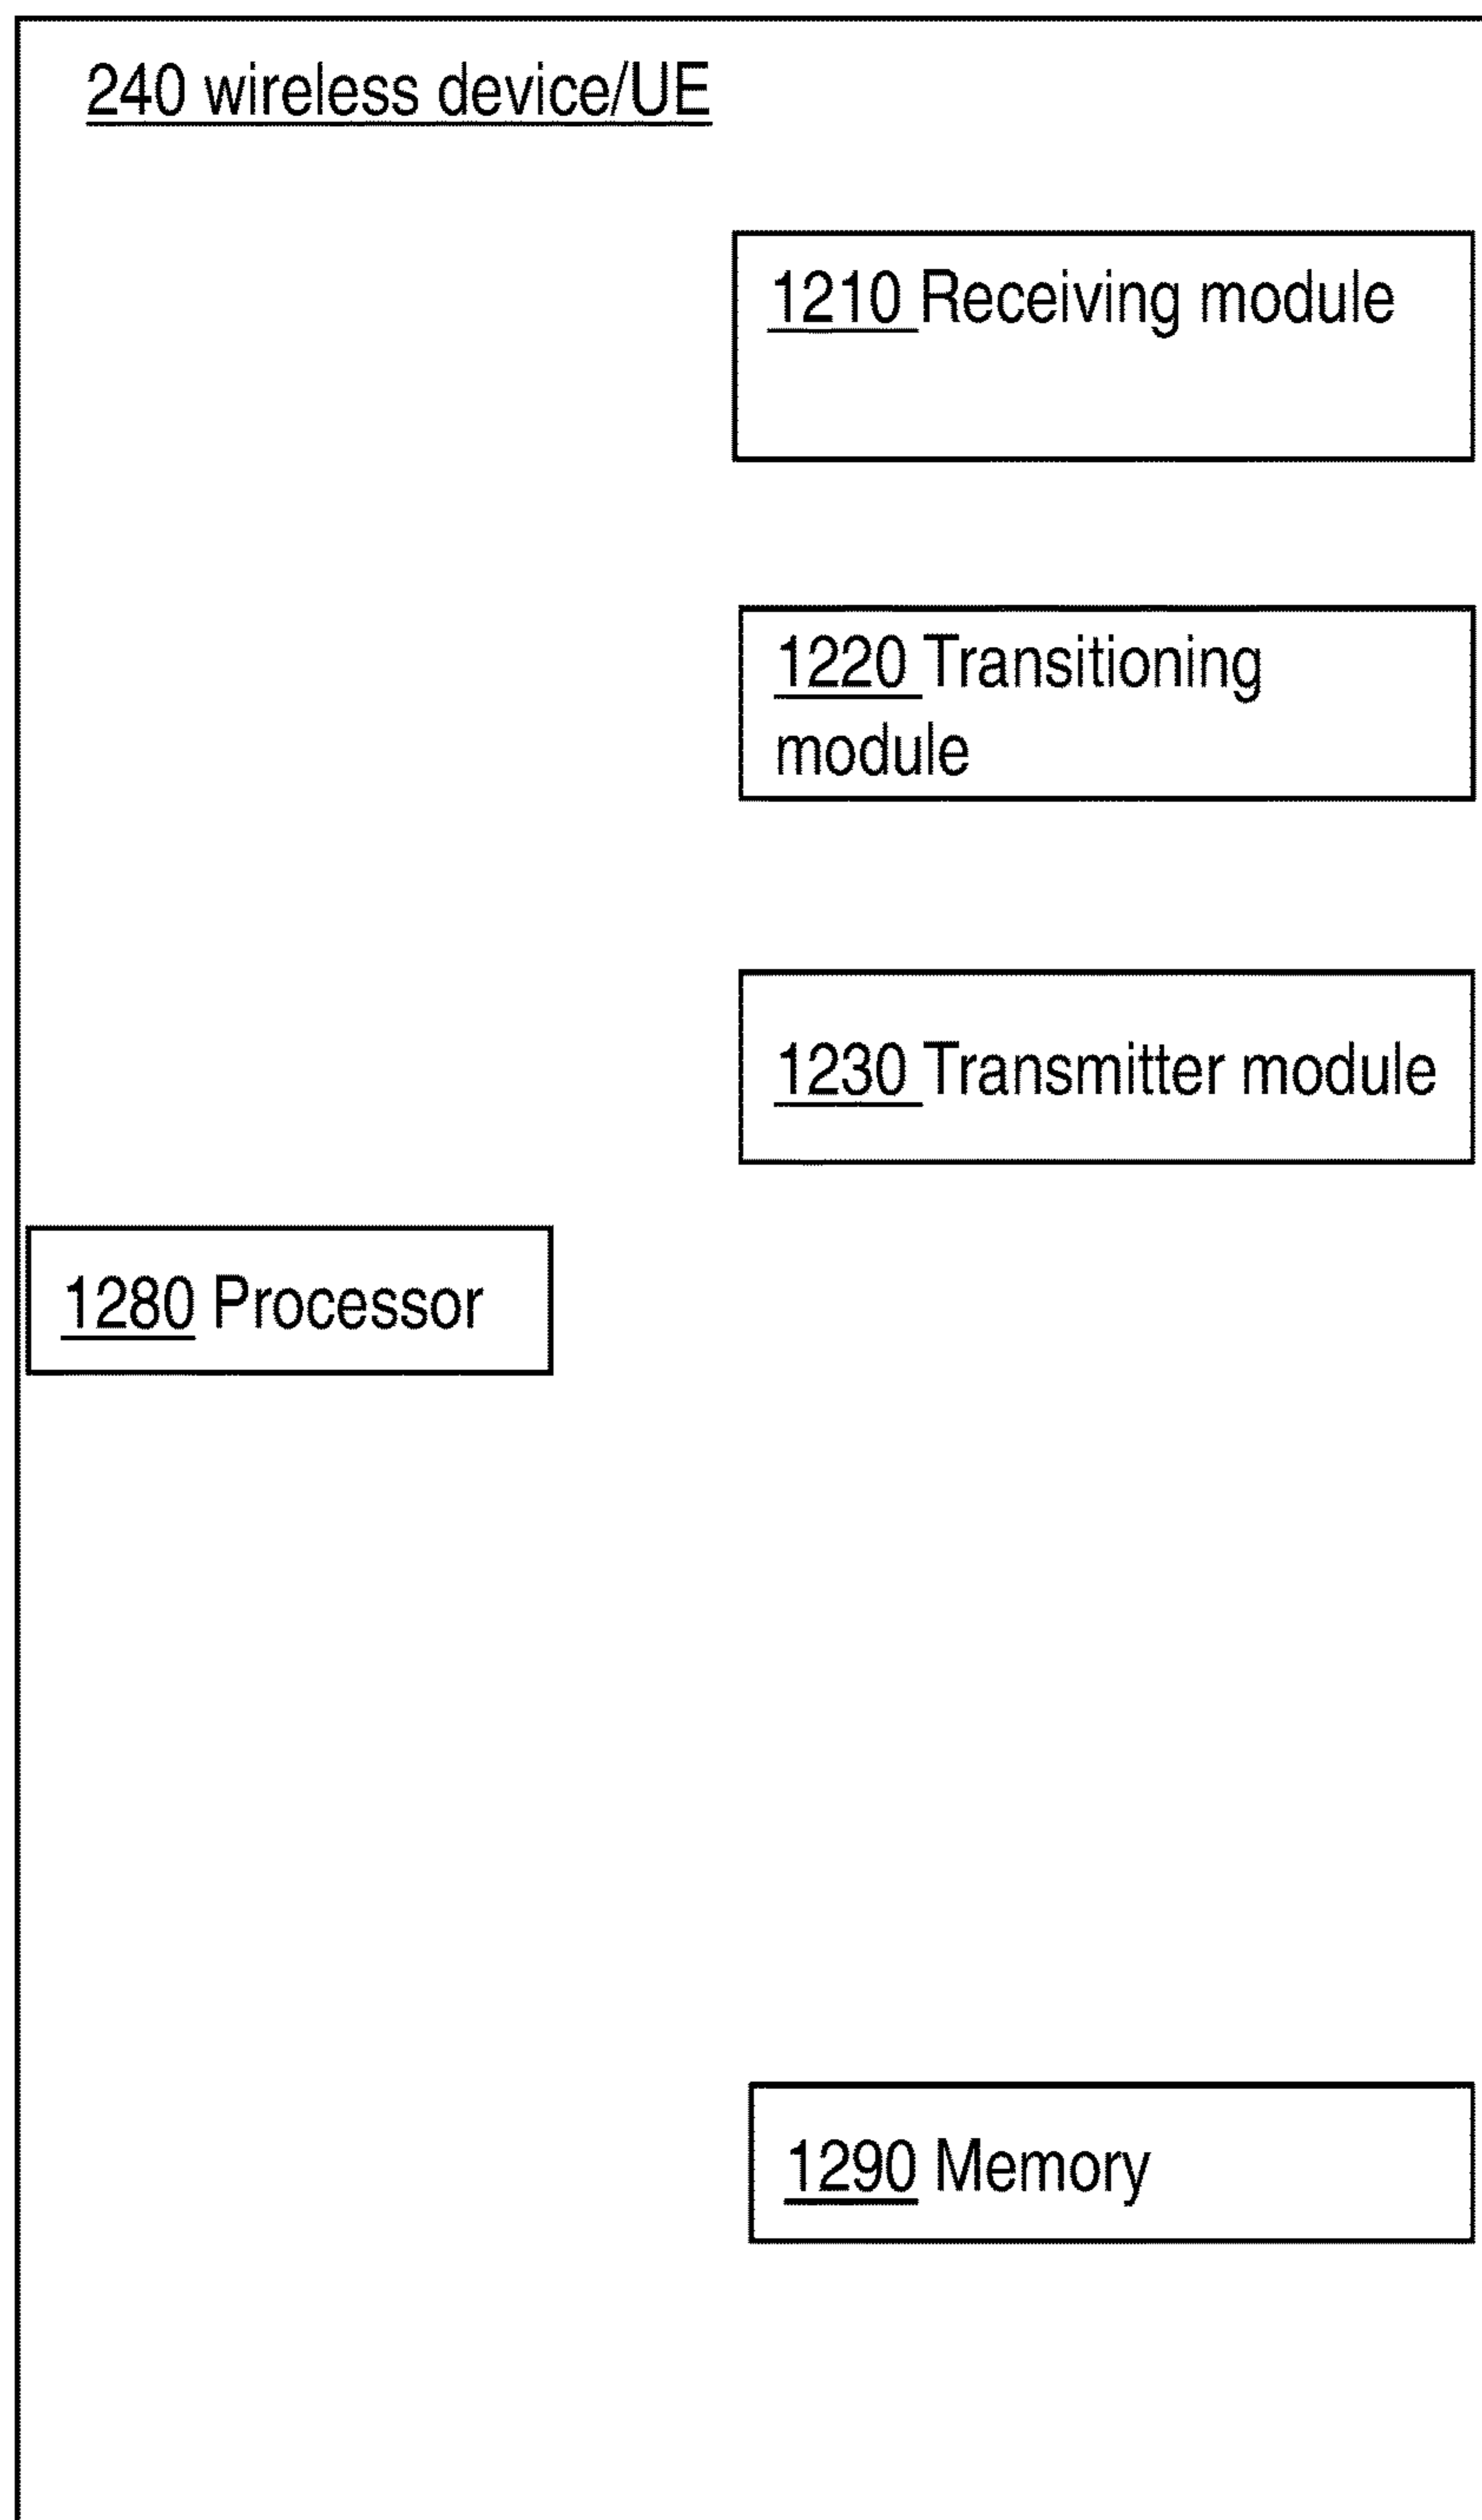 240 wireless device/UE
1210 Receiving module
1220 Transitioning
module
1230 Transmitter module
1280 Processor
1290 Memory